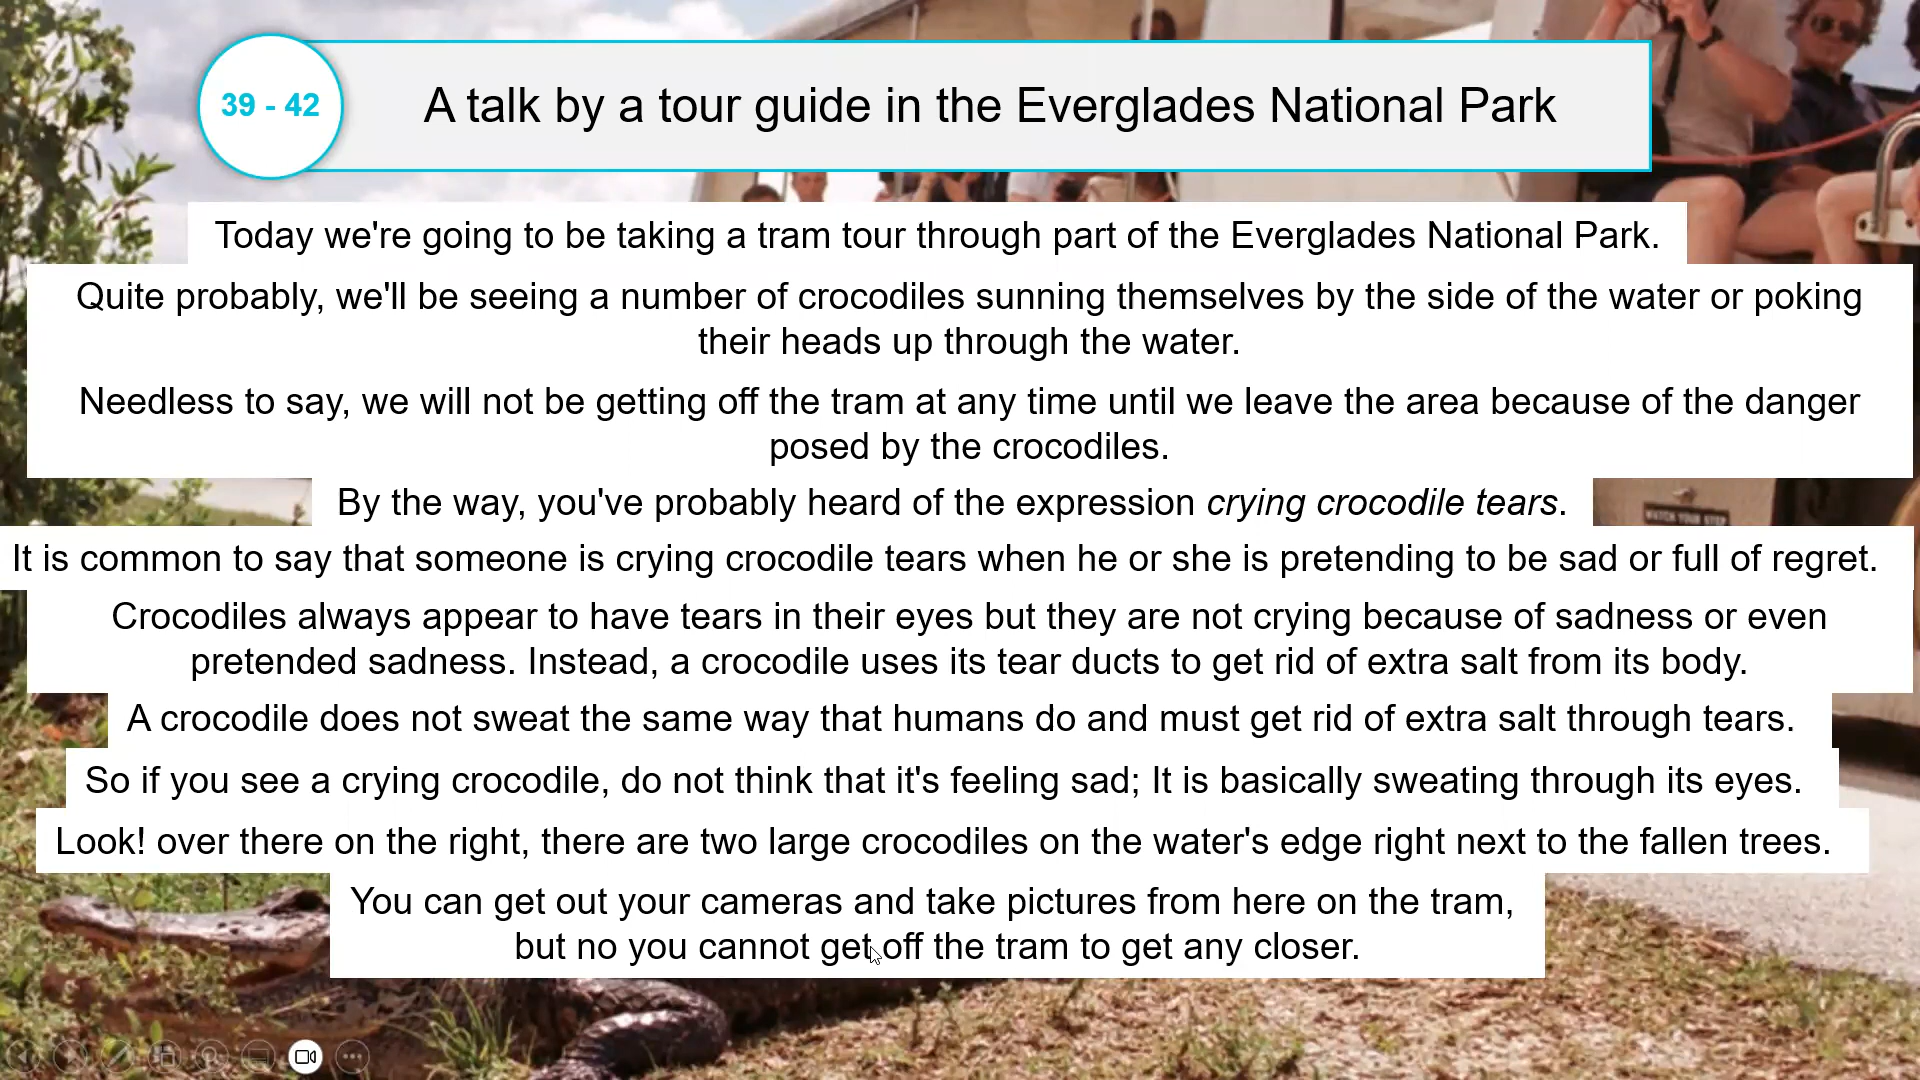 39 - 42
A talk by a tour guide in the Everglades National Park
Today we're going to be taking a tram tour through part of the Everglades National Park.
Quite probably, we'll be seeing a number of crocodiles sunning themselves by the side of the water or poking
their heads up through the water.
Needless to say, we will not be getting off the tram at any time until we leave the area because of the danger
posed by the crocodiles.
By the way, you've probably heard of the expression crying crocodile tears.
WATCH YOUR STEP
It is common to say that someone is crying crocodile tears when he or she is pretending to be sad or full of regret.
Crocodiles always appear to have tears in their eyes but they are not crying because of sadness or even
pretended sadness. Instead, a crocodile uses its tear ducts to get rid of extra salt from its body.
A crocodile does not sweat the same way that humans do and must get rid of extra salt through tears.
So if you see a crying crocodile, do not think that it's feeling sad; It is basically sweating through its eyes.
Look! over there on the right, there are two large crocodiles on the water's edge right next to the fallen trees.
You can get out your cameras and take pictures from here on the tram,
but no you cannot get off the tram to get any closer.